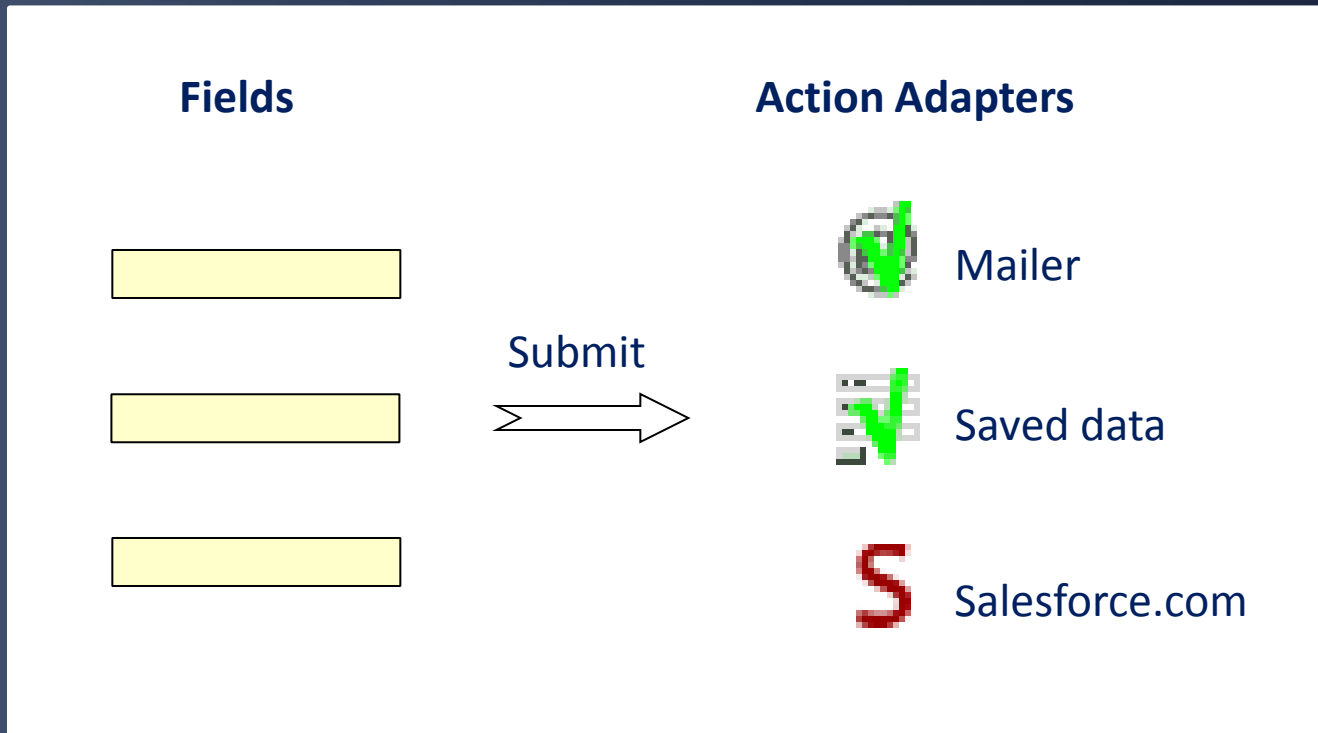 Fields
Action Adapters
Mailer
Submit
Saved data
Salesforce.com